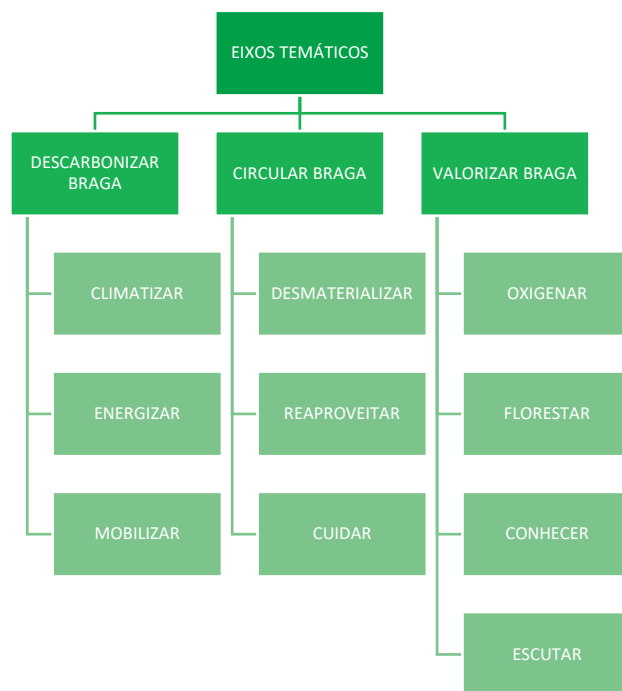 EIXOS TEMÁTICOS
DESCARBONIZAR
BRAGA
CIRCULAR BRAGA
VALORIZAR BRAGA
CLIMATIZAR
DESMATERIALIZAR
OXIGENAR
ENERGIZAR
REAPROVEITAR
FLORESTAR
MOBILIZAR
CUIDAR
CONHECER
ESCUTAR